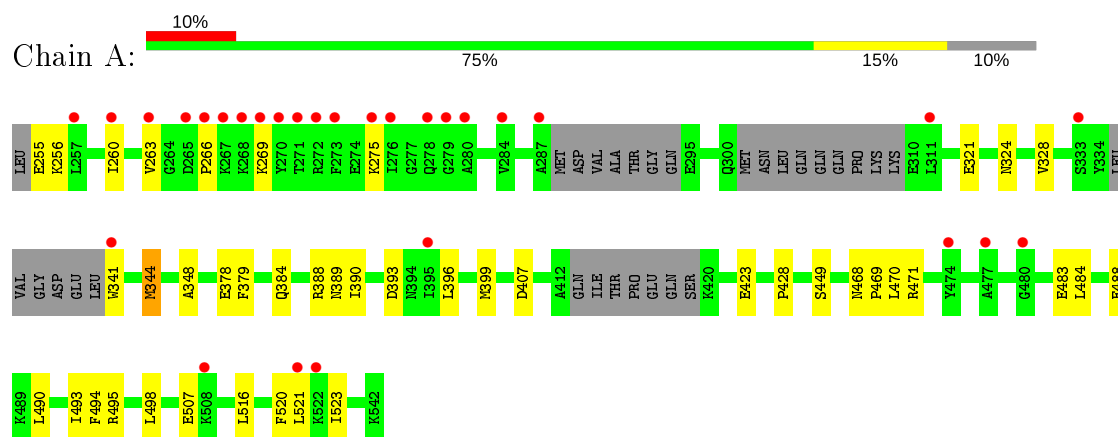 10%
Chain A:
75% 15% 10%
LEU E255 K256 L257 I260 V263 G264 D265 P266 K267 K268 K269 Y270 T271 R272 F273 E274 K275 I276 G277 Q278 G279 A280 V284 A287 MET ASP VAL ALA THR GLY GLN E295 Q300 MET ASN LEU GLN GLN GLN PRO LYS LYS E310 L311 E321 N324 V328 S333 Y334 LEU
VAL GLY ASP GLU LEU W341 M344 A348 E378 F379 Q384 R388 N389 I390 D393 N394 I395 L396 M399 D407 A412 GLN ILE THR PRO GLU GLN SER K420 E423 P428 S449 N468 P469 L470 R471 Y474 A477 G480 E483 L484
K489 L490 I493 F494 R495 L498 E507 K508 L516 F520 L521 K522 I523 K542